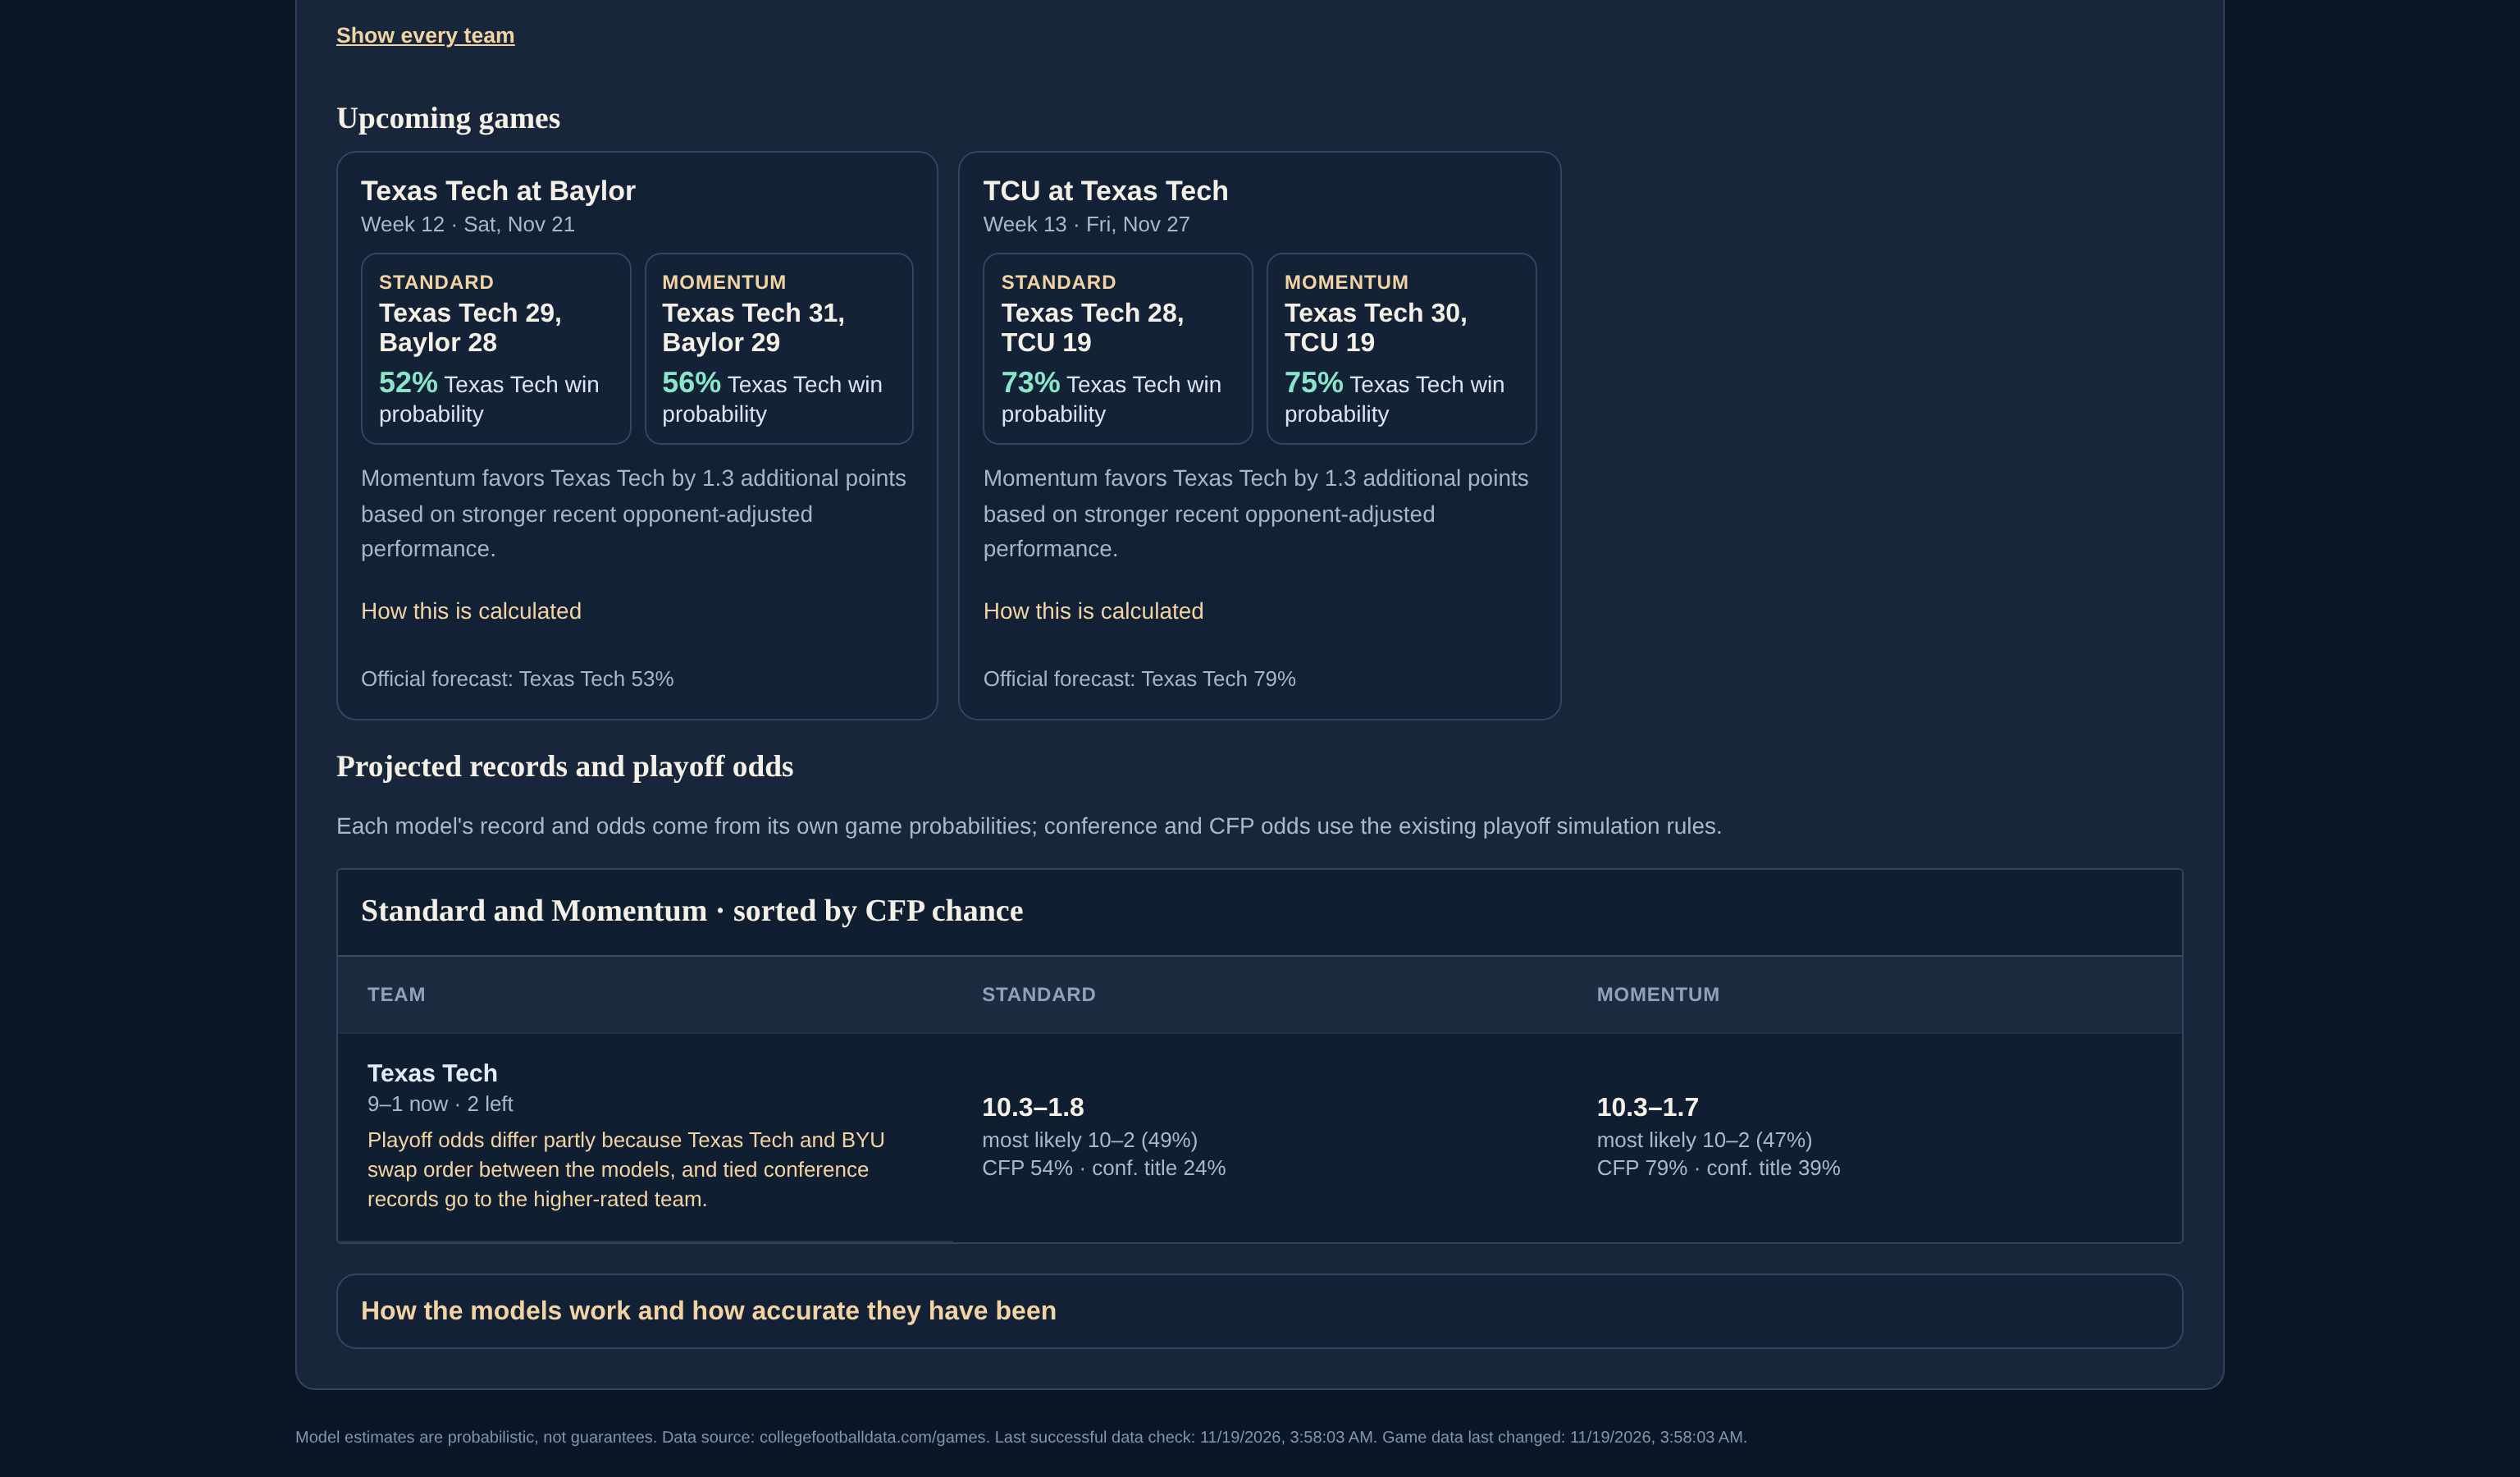 Show every team
Upcoming games
Texas Tech at Baylor
Week 12 · Sat, Nov 21
STANDARD
Texas Tech 29,
Baylor 28
52% Texas Tech win
probability
MOMENTUM
Texas Tech 31,
Baylor 29
56% Texas Tech win
probability
Momentum favors Texas Tech by 1.3 additional points
based on stronger recent opponent-adjusted
performance.
How this is calculated
Official forecast: Texas Tech 53%
TCU at Texas Tech
Week 13 · Fri, Nov 27
STANDARD
Texas Tech 28,
TCU 19
73% Texas Tech win
probability
MOMENTUM
Texas Tech 30,
TCU 19
75% Texas Tech win
probability
Momentum favors Texas Tech by 1.3 additional points
based on stronger recent opponent-adjusted
performance.
How this is calculated
Official forecast: Texas Tech 79%
Projected records and playoff odds
Each model's record and odds come from its own game probabilities; conference and CFP odds use the existing playoff simulation rules.
Standard and Momentum · sorted by CFP chance
TEAM STANDARD MOMENTUM
Texas Tech
9–1 now · 2 left
Playoff odds differ partly because Texas Tech and BYU
swap order between the models, and tied conference
records go to the higher-rated team.
10.3–1.8
most likely 10–2 (49%)
CFP 54% · conf. title 24%
10.3–1.7
most likely 10–2 (47%)
CFP 79% · conf. title 39%
How the models work and how accurate they have been
Model estimates are probabilistic, not guarantees. Data source: collegefootballdata.com/games. Last successful data check: 11/19/2026, 3:58:03 AM. Game data last changed: 11/19/2026, 3:58:03 AM.